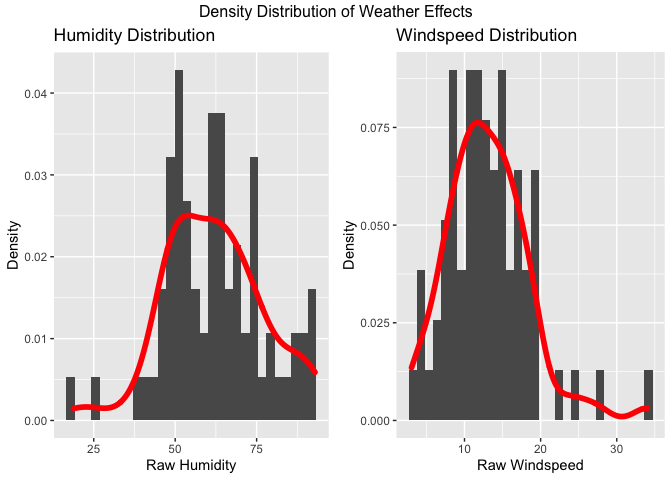 Density Distribution of Weather Effects
Humidity Distribution
Density
0.04
0.03
0.02
0.01
0.00
25 50 75
Raw Humidity
Windspeed Distribution
Density
0.075
0.050
0.025
0.000
10 20 30
Raw Windspeed